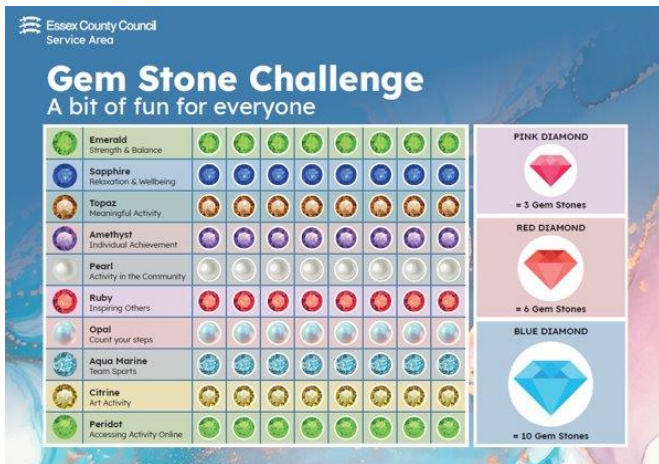 Essex County Council
Service Area
Gem Stone Challenge
A bit of fun for everyone
Emerald
Strength & Balance
Sapphire
Relaxation & Wellbeing
Topaz
Meaningful Activity
Amethyst
Individual Achievement
Pearl
Activity in the Community
Ruby
Inspiring Others
Opal
Count your steps
Aqua Marine
Team Sports
Citrine
Art Activity
Peridot
Accessing Activity Online
PINK DIAMOND
= 3 Gem Stones
RED DIAMOND
= 6 Gem Stones
BLUE DIAMOND
= 10 Gem Stones